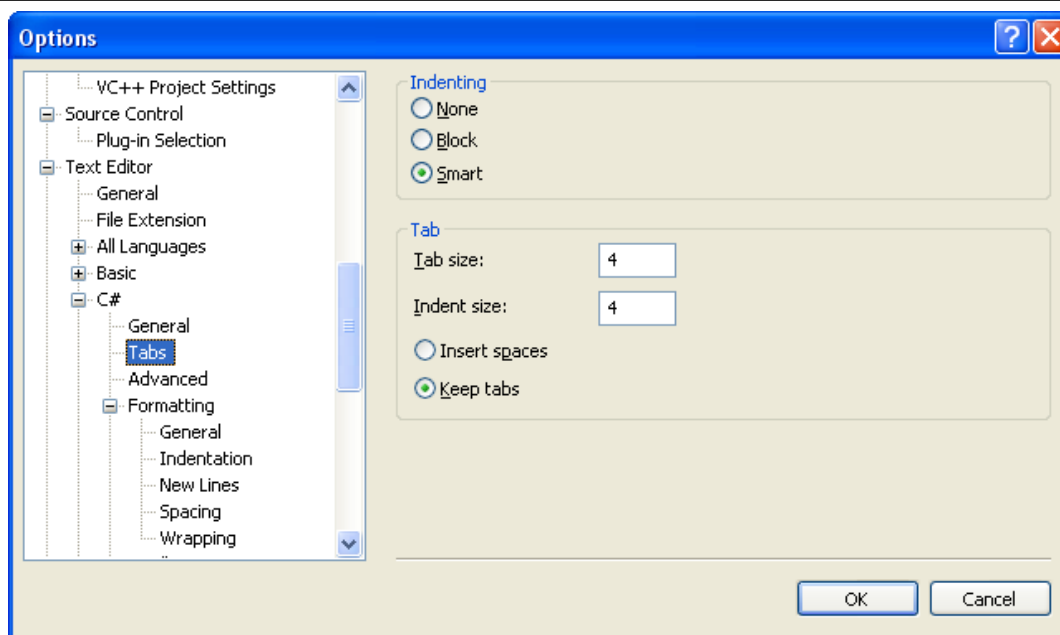 Options
VC++ Project Settings
Source Control
Plug-in Selection
Text Editor
General
File Extension
All Languages
Basic
C#
General
Tabs
Advanced
Formatting
General
Indentation
New Lines
Spacing
Wrapping
Indenting
None
Block
Smart
Tab
Tab size: 4
Indent size: 4
Insert spaces
Keep tabs
OK Cancel